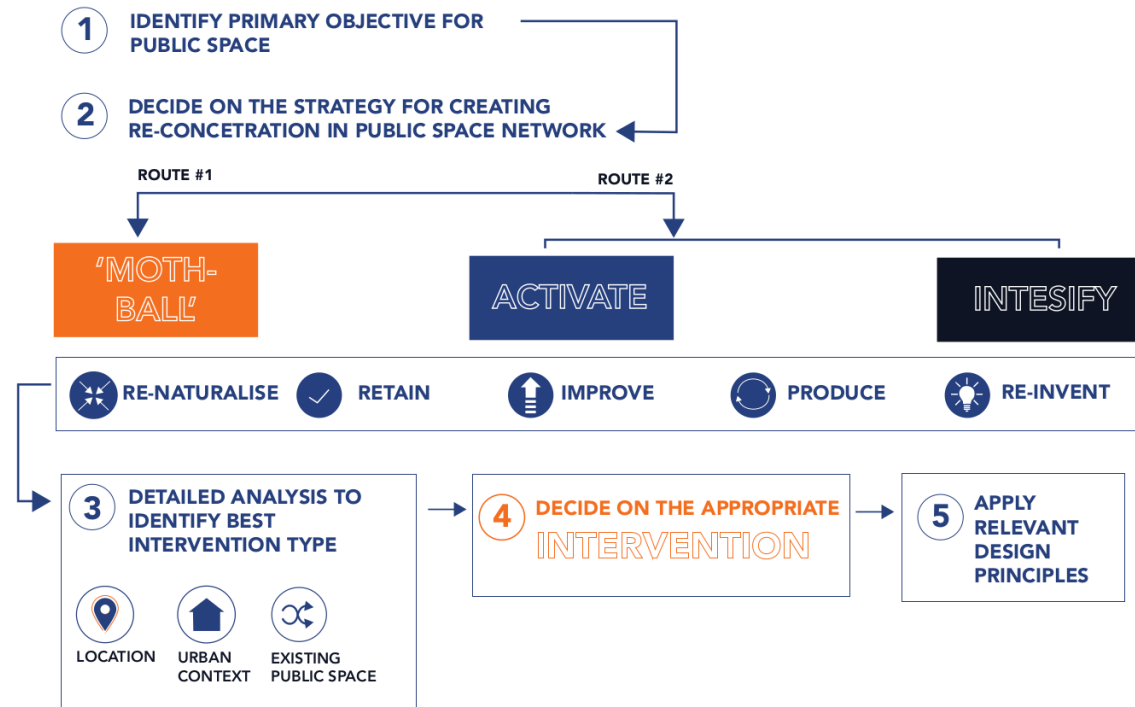 1
IDENTIFY PRIMARY OBJECTIVE FOR
PUBLIC SPACE
2
DECIDE ON THE STRATEGY FOR CREATING
RE-CONCETRATION IN PUBLIC SPACE NETWORK
ROUTE #1
ROUTE #2
'MOTH-
BALL'
ACTIVATE
INTESIFY
RE-NATURALISE
RETAIN
IMPROVE
PRODUCE
RE-INVENT
3
DETAILED ANALYSIS TO
IDENTIFY BEST
INTERVENTION TYPE
LOCATION
URBAN
CONTEXT
EXISTING
PUBLIC SPACE
4
DECIDE ON THE APPROPRIATE
INTERVENTION
5
APPLY
RELEVANT
DESIGN
PRINCIPLES